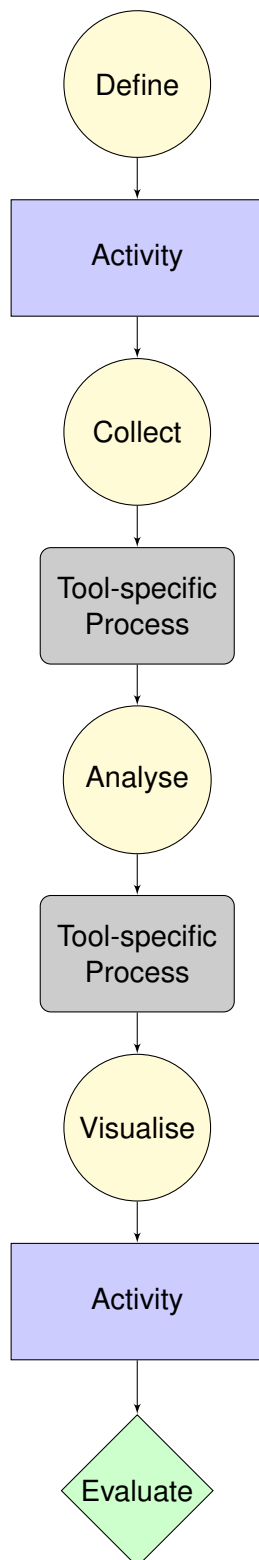 Define
Activity
Collect
Tool-specific
Process
Analyse
Tool-specific
Process
Visualise
Activity
Evaluate